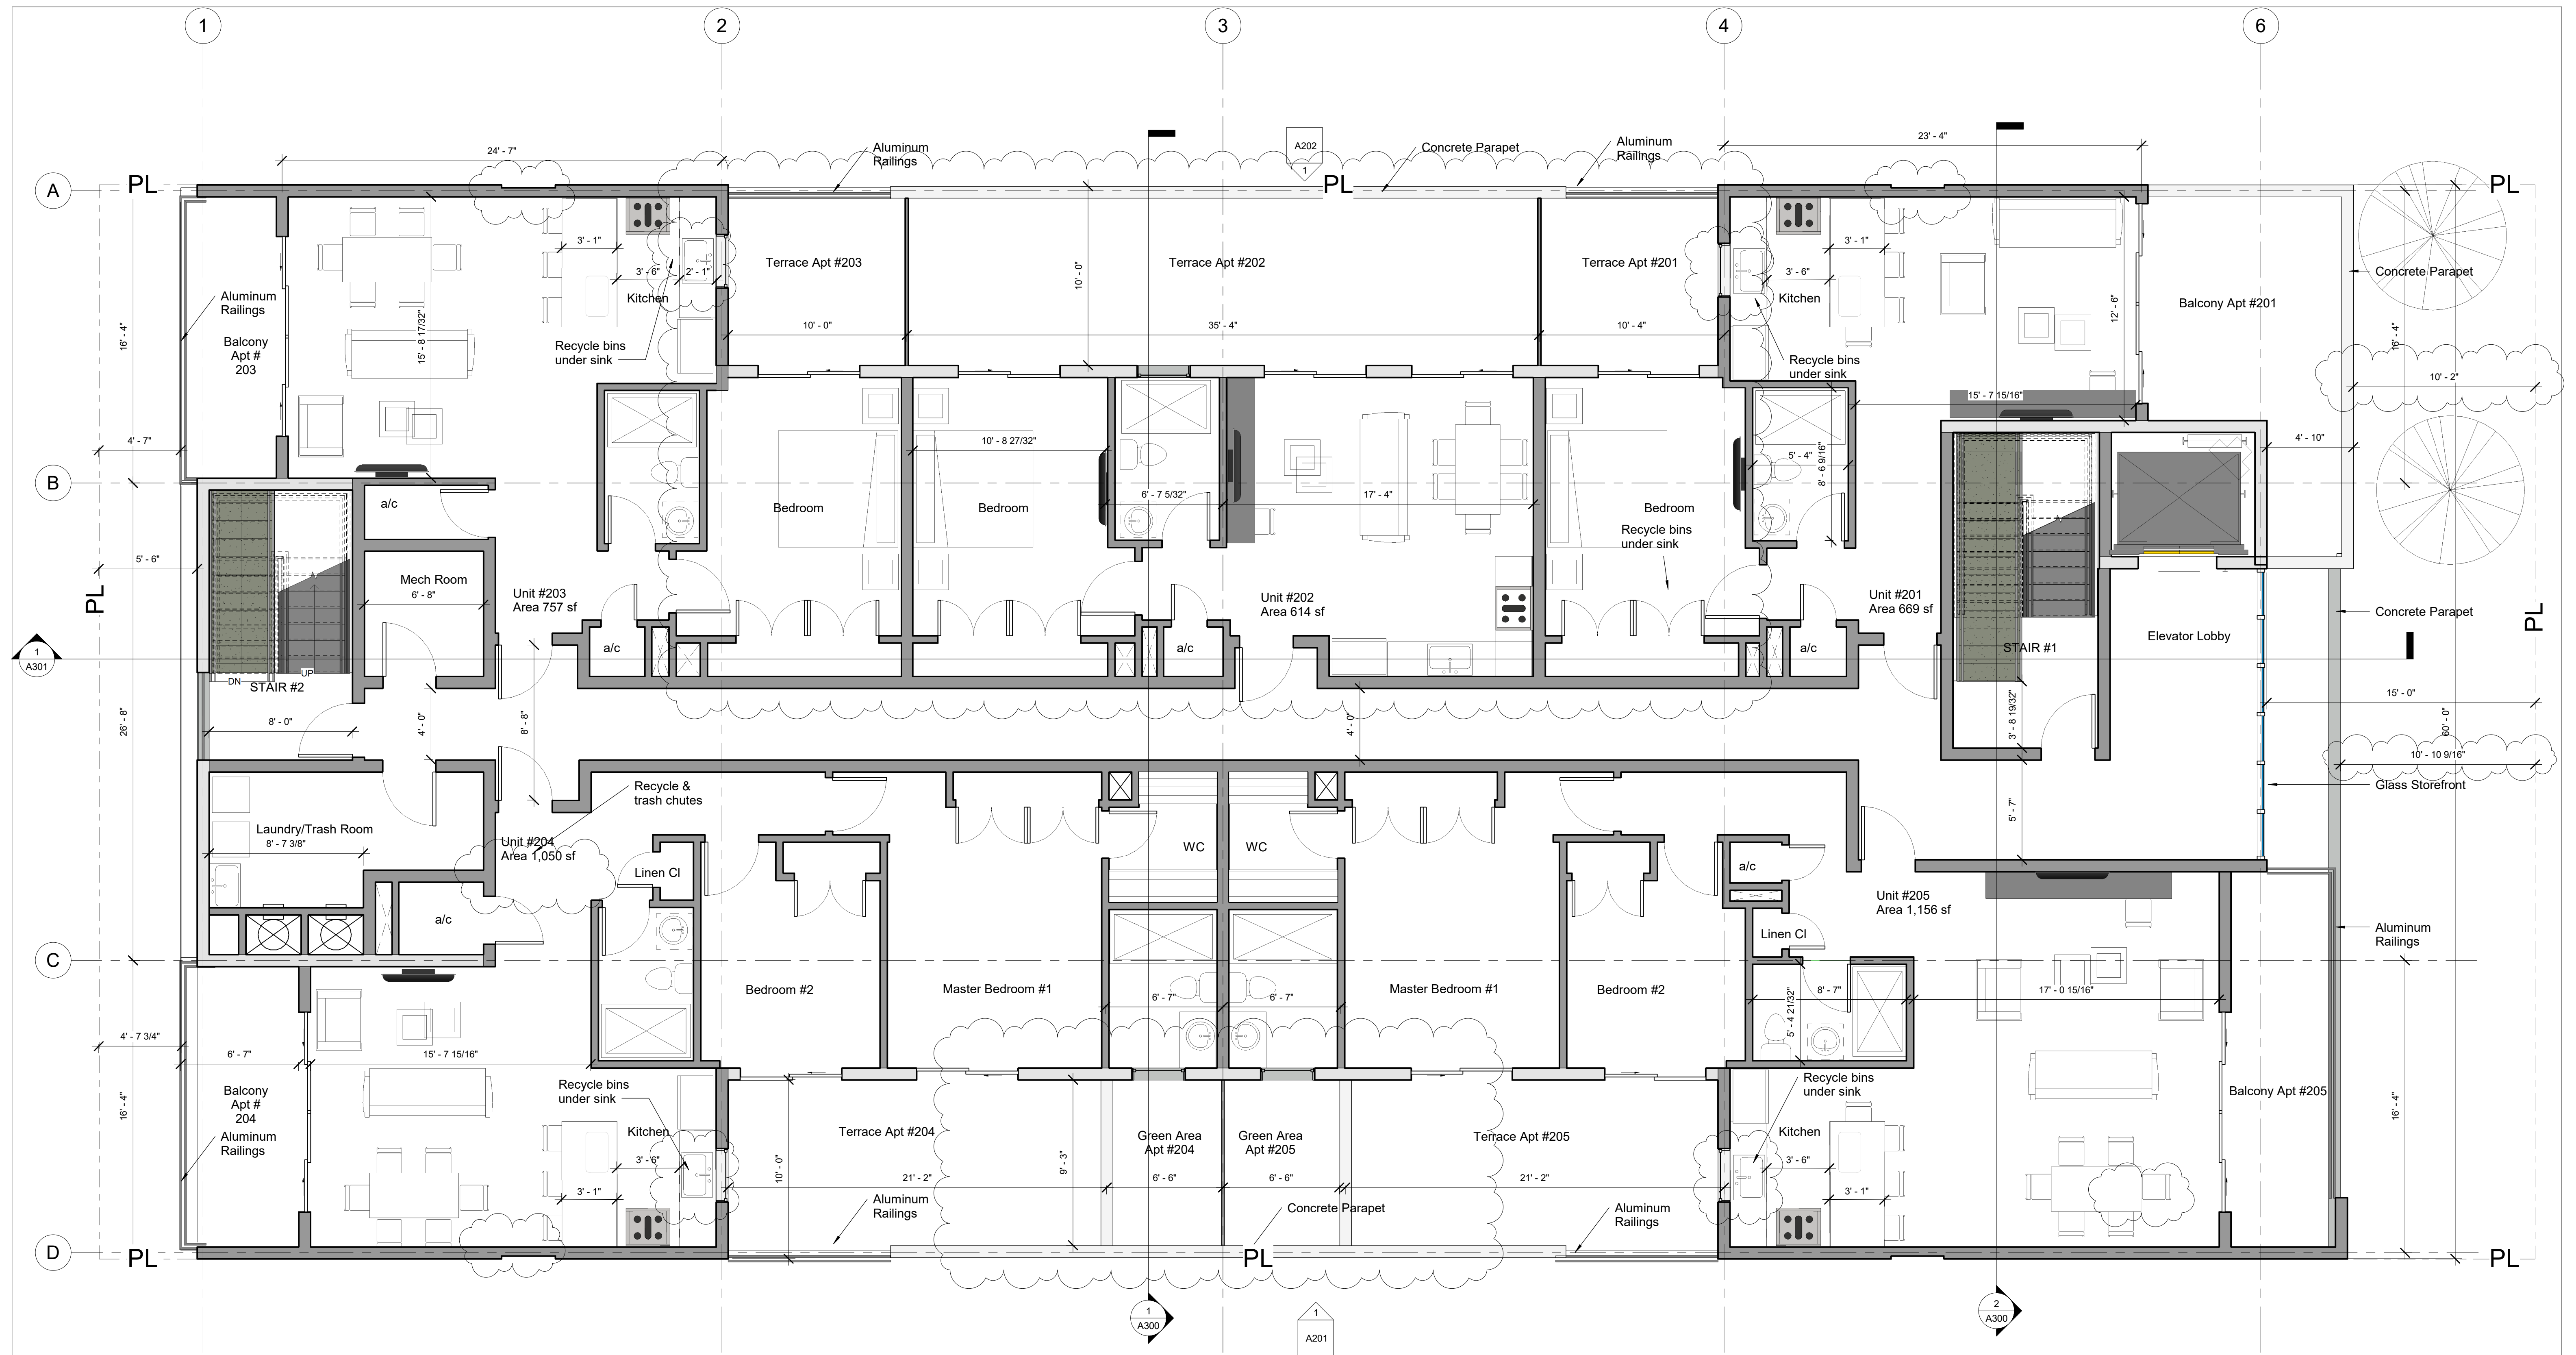 1
2
3
4
6
23' - 4"
24' - 7"
Aluminum
Railings
A202
1
Concrete Parapet
Aluminum
Railings
A
PL
PL
PL
3' - 1"
3' - 6"
2' - 1"
Kitchen
Terrace Apt #203
Terrace Apt #202
Terrace Apt #201
10' - 0"
3' - 1"
3' - 6"
Kitchen
Concrete Parapet
Balcony Apt #201
Aluminum
Railings
16' - 4"
15' - 8 17/32"
10' - 0"
35' - 4"
10' - 4"
12' - 6"
16' - 4"
Balcony
Apt #
203
Recycle bins
under sink
Recycle bins
under sink
10' - 2"
15' - 7 15/16"
4' - 7"
10' - 8 27/32"
4' - 10"
5' - 4"
8' - 6 9/16"
B
a/c
6' - 7 5/32"
17' - 4"
Bedroom
Bedroom
Bedroom
Recycle bins
under sink
5' - 6"
Mech Room
6' - 8"
PL
Unit #203
Area 757 sf
Unit #202
Area 614 sf
Unit #201
Area 669 sf
Concrete Parapet
PL
Elevator Lobby
1
A301
a/c
a/c
a/c
STAIR #1
UP
DN
STAIR #2
15' - 0"
8' - 0"
26' - 8"
4' - 0"
8' - 8"
4' - 0"
3' - 8 19/32"
60' - 0"
10' - 10 9/16"
Recycle &
trash chutes
Glass Storefront
5' - 7"
Laundry/Trash Room
8' - 7 3/8"
Unit #204
Area 1,050 sf
WC
WC
Linen Cl
a/c
Unit #205
Area 1,156 sf
a/c
Linen Cl
Aluminum
Railings
C
Bedroom #2
Master Bedroom #1
6' - 7"
6' - 7"
Master Bedroom #1
Bedroom #2
8' - 7"
5' - 4 21/32"
17' - 0 15/16"
4' - 7 3/4"
6' - 7"
15' - 7 15/16"
Recycle bins
under sink
Recycle bins
under sink
Balcony
Apt #
204
16' - 4"
Balcony Apt #205
16' - 4"
Aluminum
Railings
Kitchen
3' - 6"
3' - 1"
Terrace Apt #204
10' - 0"
21' - 2"
9' - 3"
Green Area
Apt #204
6' - 6"
Green Area
Apt #205
6' - 6"
Terrace Apt #205
21' - 2"
Kitchen
3' - 6"
3' - 1"
Aluminum
Railings
Concrete Parapet
Aluminum
Railings
D
PL
PL
PL
1
A300
1
A201
2
A300